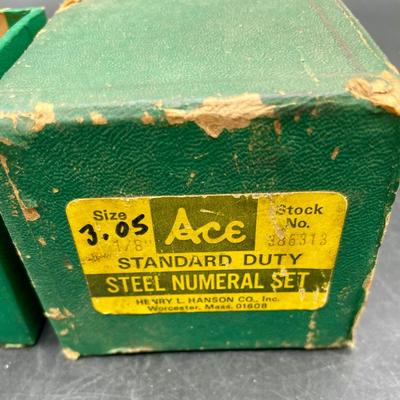 Size Ace Stock
3.05 No.
1/8" 386313
STANDARD DUTY
STEEL NUMERAL SET
HENRY L. HANSON CO., Inc.
Worcester, Mass. 01608